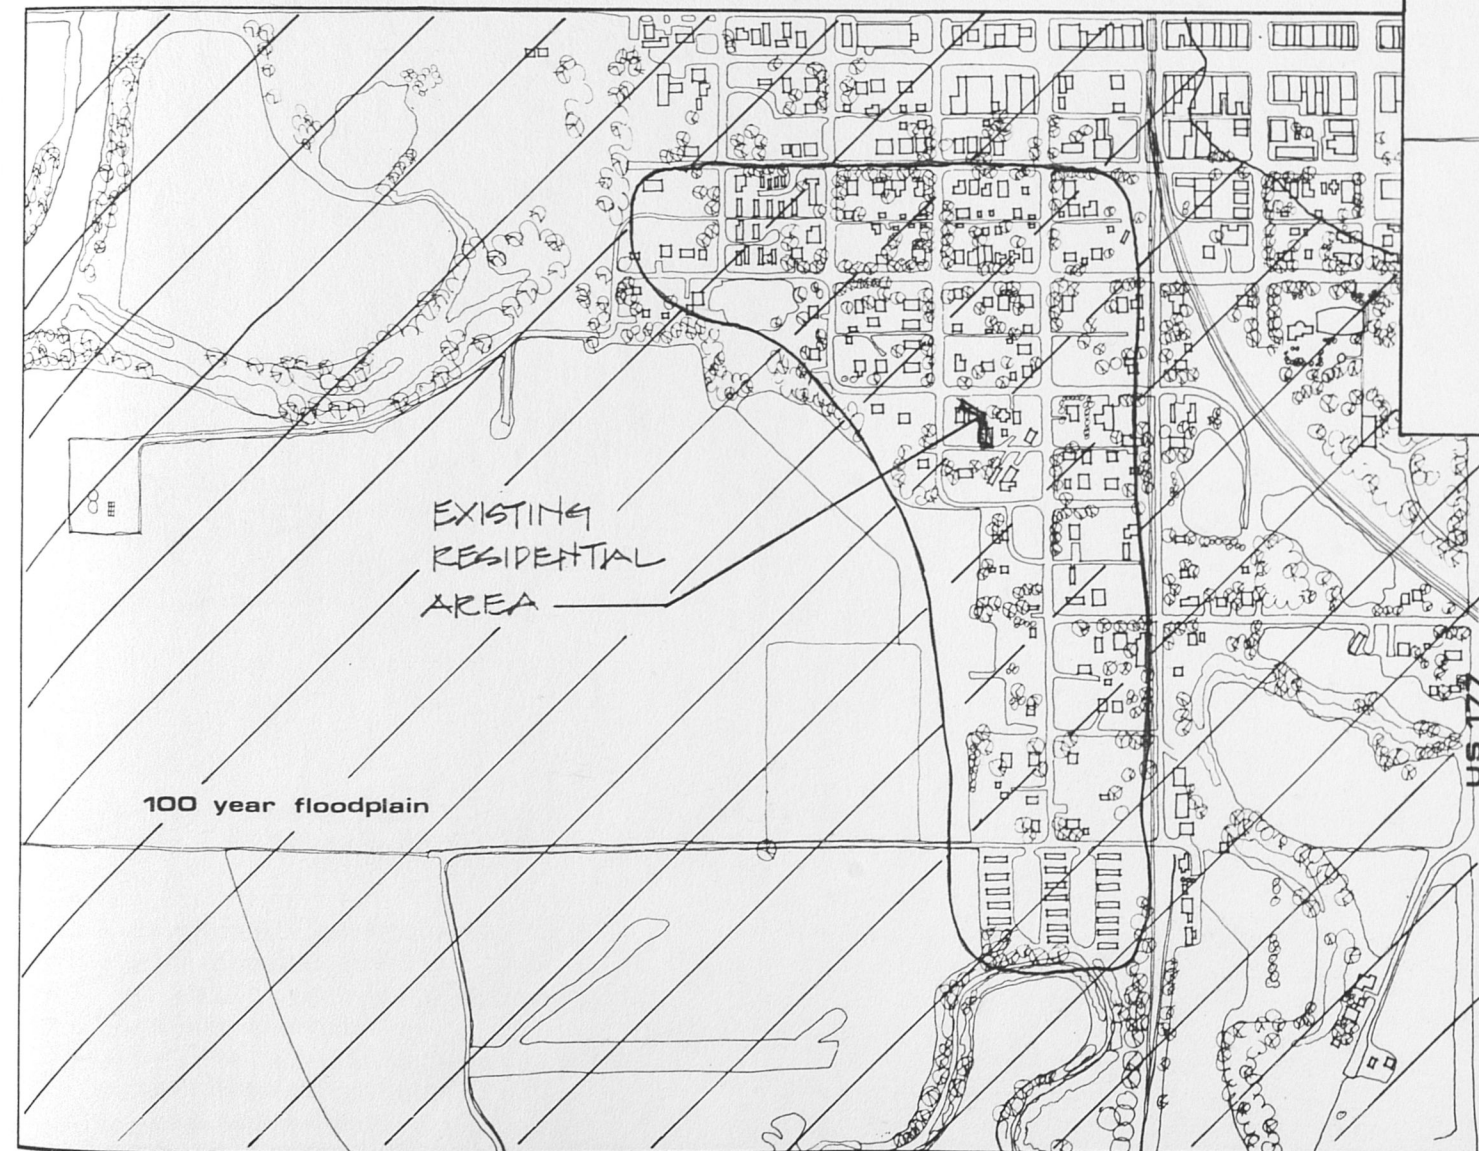 EXISTING
RESIDENTIAL
AREA
100 year floodplain
US 177